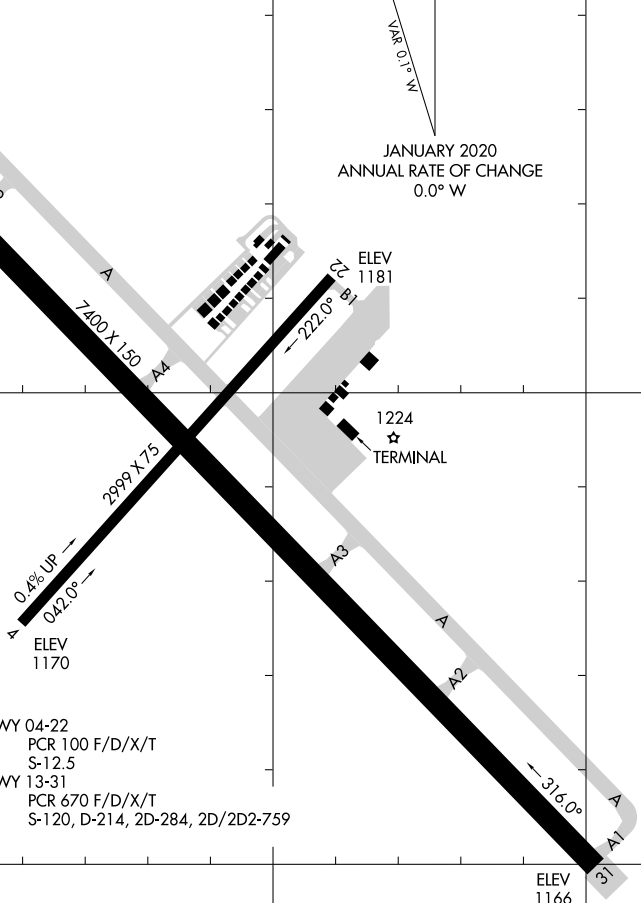 VAR 0.1° W
JANUARY 2020
ANNUAL RATE OF CHANGE
0.0° W
ELEV
1181
22
B1
222.0°
A
7400 X 150
A4
1224
TERMINAL
2999 X 75
0.4% UP
042.0°
4
ELEV
1170
A3
A
A2
WY 04-22
PCR 100 F/D/X/T
S-12.5
WY 13-31
PCR 670 F/D/X/T
S-120, D-214, 2D-284, 2D/2D2-759
316.0°
A
A1
31
ELEV
1166